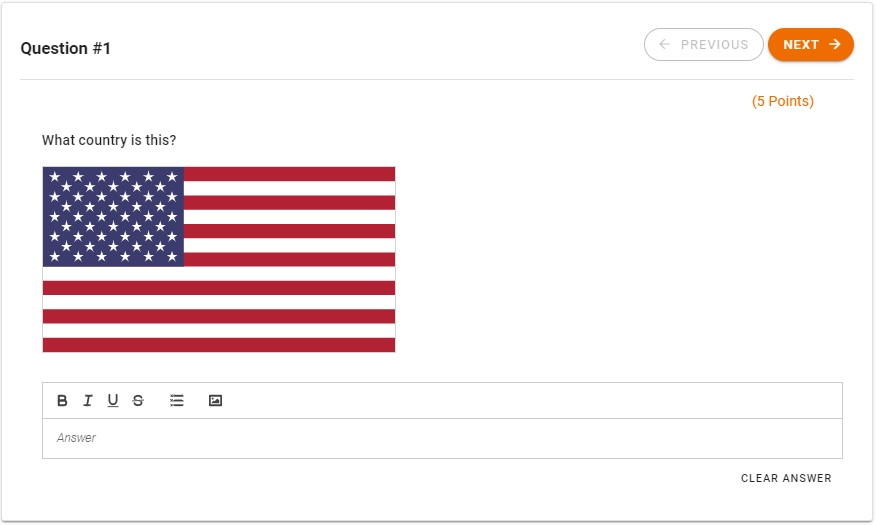 Question #1
PREVIOUS
NEXT
(5 Points)
What country is this?
B I U S
Answer
CLEAR ANSWER